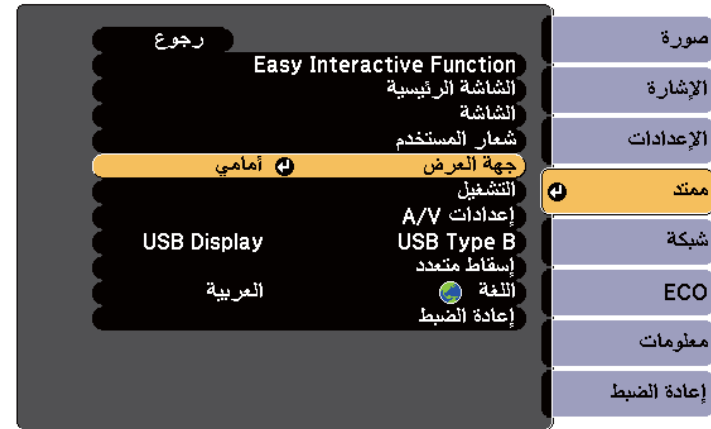 صورة
الإشارة
الإعدادات
ممتد
شبكة
ECO
معلومات
إعادة الضبط
رجوع
Easy Interactive Function
الشاشة الرئيسية
الشاشة
شعار المستخدم
جهة العرض أمامي
التشغيل
إعدادات A/V
USB Type B USB Display
إسقاط متعدد
اللغة العربية
إعادة الضبط